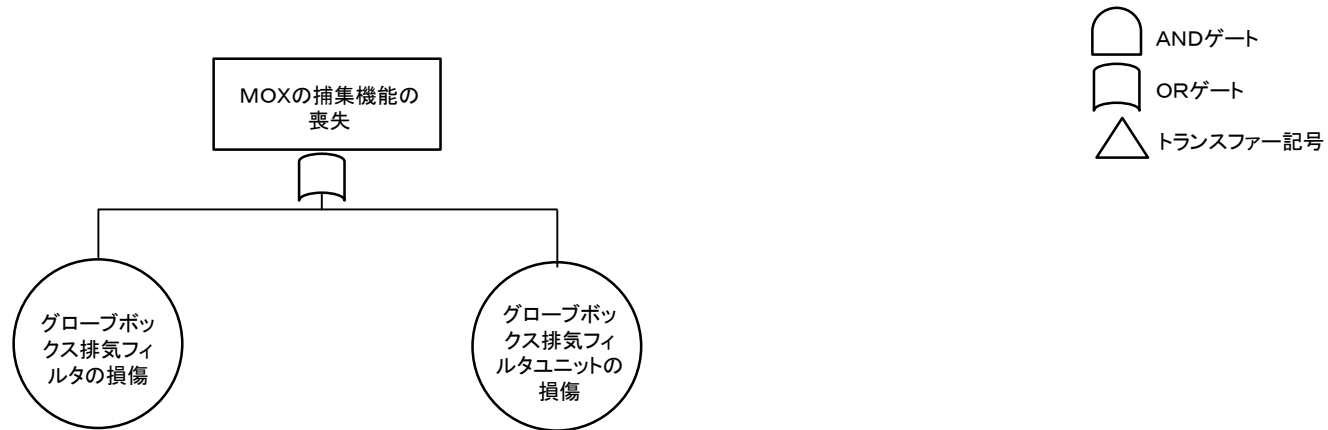 MOXの捕集機能の
喪失
グローブボッ
クス排気フィ
ルタの損傷
グローブボッ
クス排気フィ
ルタユニットの
損傷
ANDゲート
ORゲート
トランスファー記号